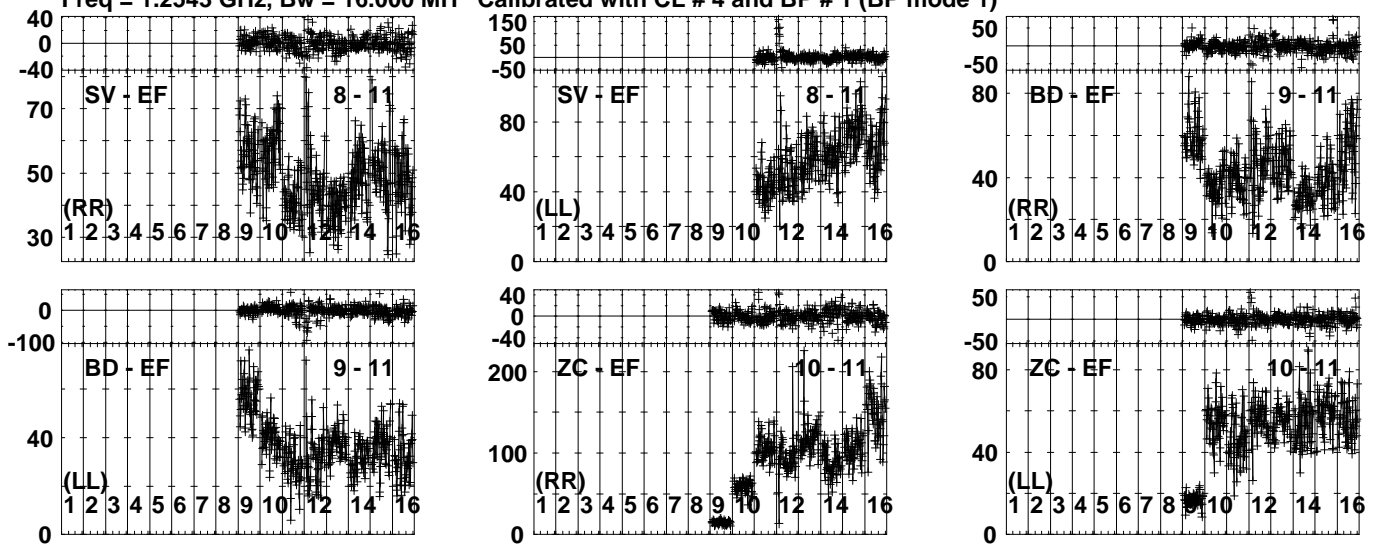 Freq = 1.2543 GHz, Bw = 16.000 MH Calibrated with CL # 4 and BP # 1 (BP mode 1)
40
0
-40
SV - EF 8 - 11
70
50
30
(RR)
1 2 3 4 5 6 7 8 9 10 12 14 16
150
50
-50
SV - EF 8 - 11
80
40
0
(LL)
1 2 3 4 5 6 7 8 9 10 12 14 16
50
-50
BD - EF 9 - 11
80
40
0
(RR)
1 2 3 4 5 6 7 8 9 10 12 14 16
0
-100
BD - EF 9 - 11
40
0
(LL)
1 2 3 4 5 6 7 8 9 10 12 14 16
40
0
-40
ZC - EF 10 - 11
200
100
0
(RR)
1 2 3 4 5 6 7 8 9 10 12 14 16
50
-50
ZC - EF 10 - 11
80
40
0
(LL)
1 2 3 4 5 6 7 8 9 10 12 14 16